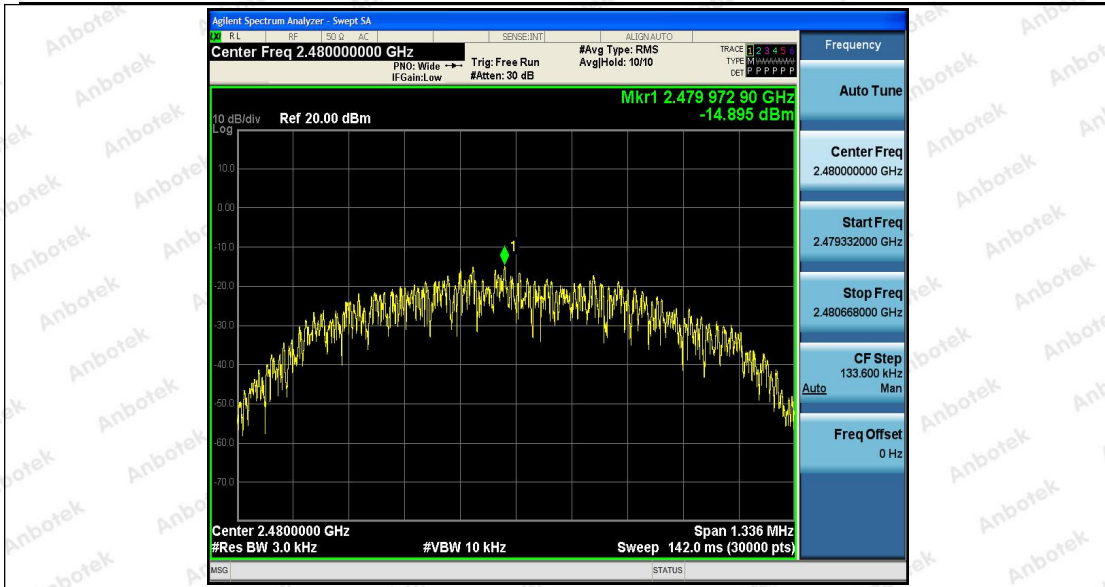 Agilent Spectrum Analyzer - Swept SA
RL RF 50 Ω AC SENSE:INT ALIGN AUTO
Center Freq 2.480000000 GHz
PNO: Wide
IFGain:Low
Trig: Free Run
#Atten: 30 dB
#Avg Type: RMS
Avg|Hold: 10/10
TRACE 1 2 3 4 5 6
TYPE M
DET P P P P P P
Mkr1 2.479 972 90 GHz
-14.895 dBm
10 dB/div Ref 20.00 dBm
Log
10.0
0.00
-10.0
1
-20.0
-30.0
-40.0
-50.0
-60.0
-70.0
Center 2.4800000 GHz Span 1.336 MHz
#Res BW 3.0 kHz #VBW 10 kHz Sweep 142.0 ms (30000 pts)
MSG STATUS
Frequency
Auto Tune
Center Freq
2.480000000 GHz
Start Freq
2.479332000 GHz
Stop Freq
2.480668000 GHz
CF Step
133.600 kHz
Auto Man
Freq Offset
0 Hz
Anbotek